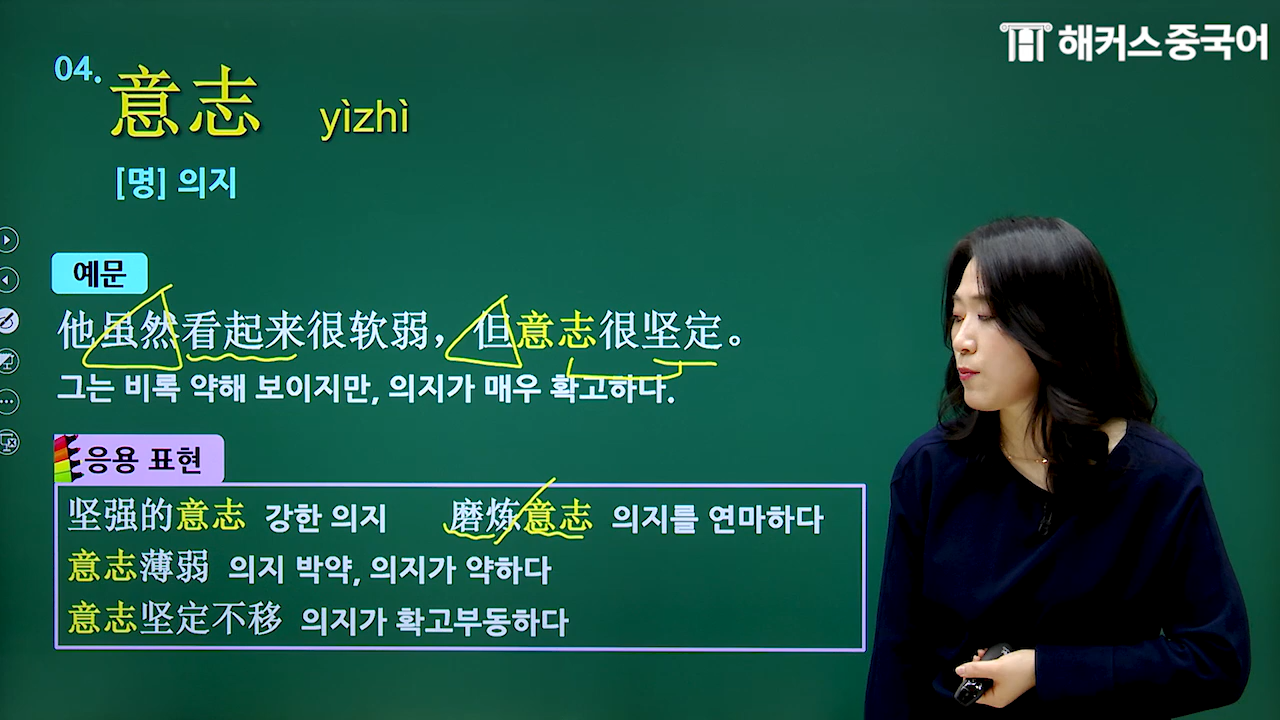 해커스중국어
04. 意志 yìzhì
[명] 의지
예문
他虽然看起来很软弱，但意志很坚定。
그는 비록 약해 보이지만, 의지가 매우 확고하다.
응용 표현
坚强的意志 강한 의지 磨炼意志 의지를 연마하다
意志薄弱 의지 박약, 의지가 약하다
意志坚定不移 의지가 확고부동하다